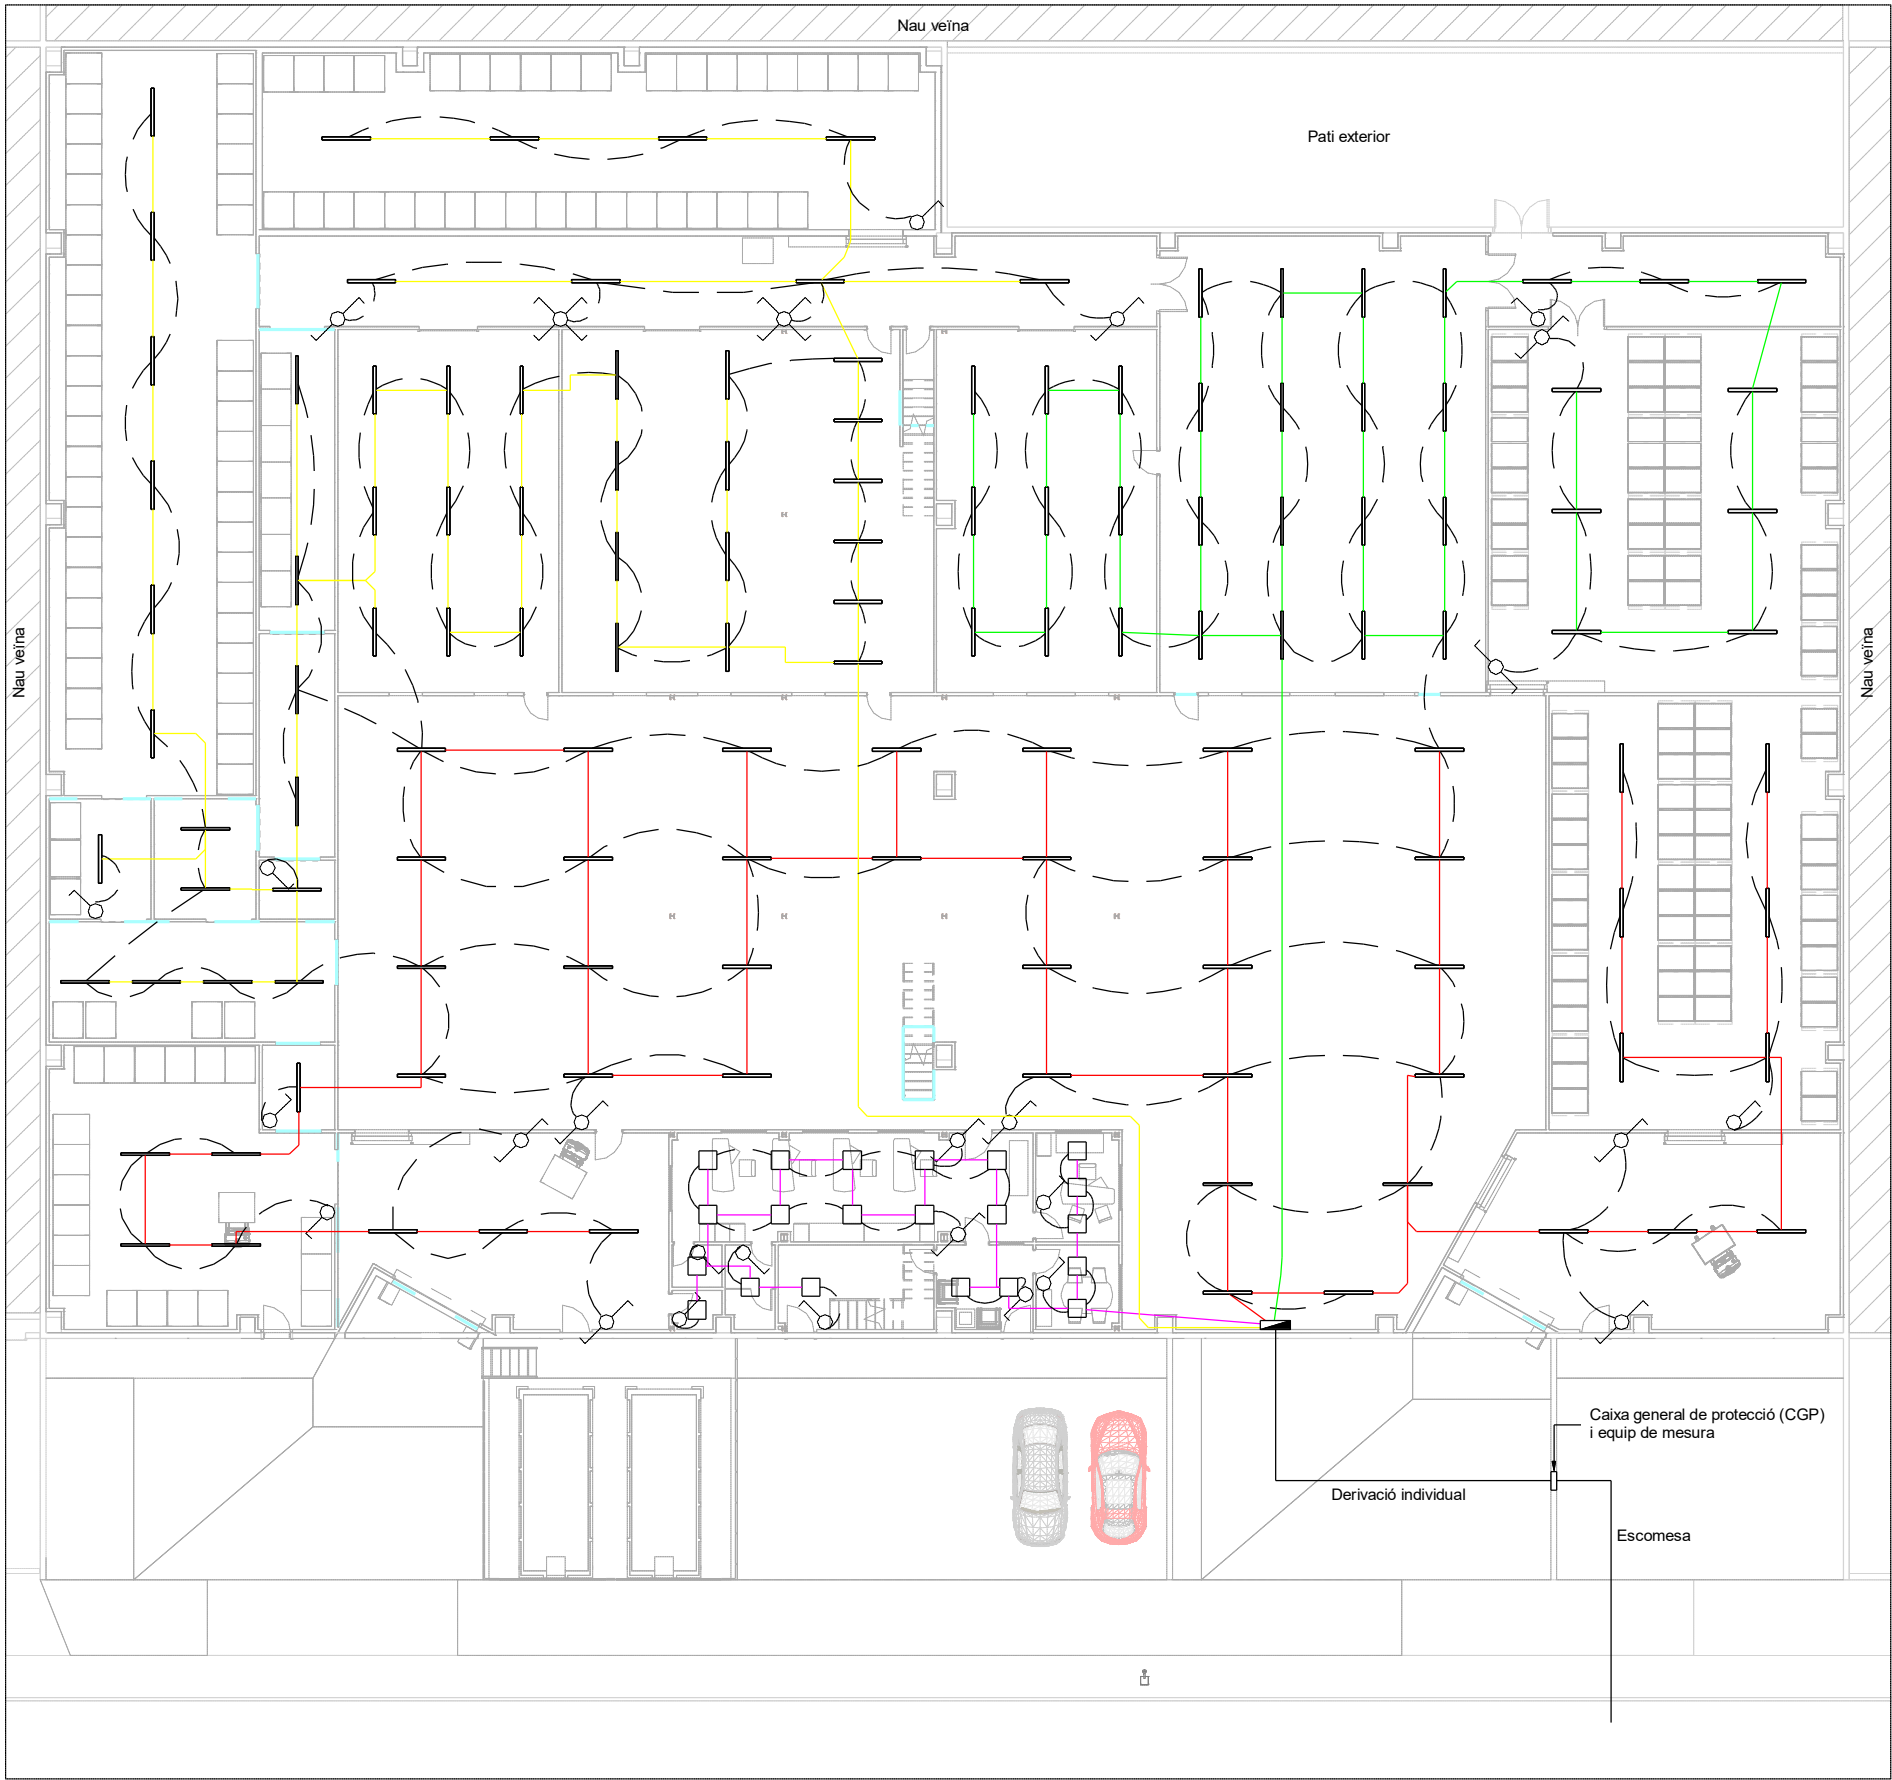 Nau veïna
Pati exterior
Nau veïna
Nau veïna
Caixa general de protecció (CGP)
i equip de mesura
Derivació individual
Escomesa